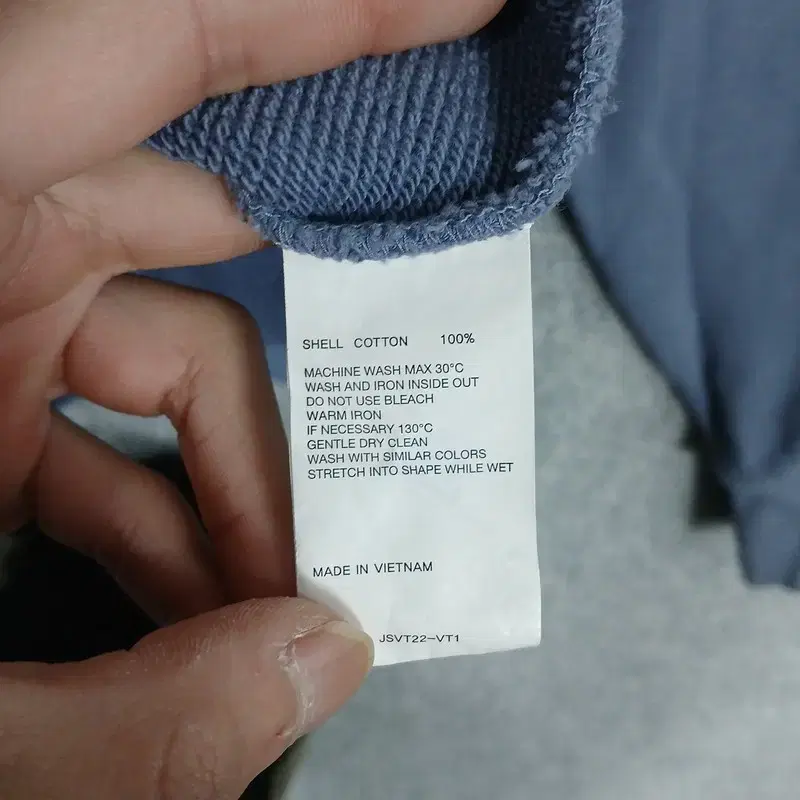 SHELL COTTON 100%
MACHINE WASH MAX 30°C
WASH AND IRON INSIDE OUT
DO NOT USE BLEACH
WARM IRON
IF NECESSARY 130°C
GENTLE DRY CLEAN
WASH WITH SIMILAR COLORS
STRETCH INTO SHAPE WHILE WET
MADE IN VIETNAM
JSVT22-VT1